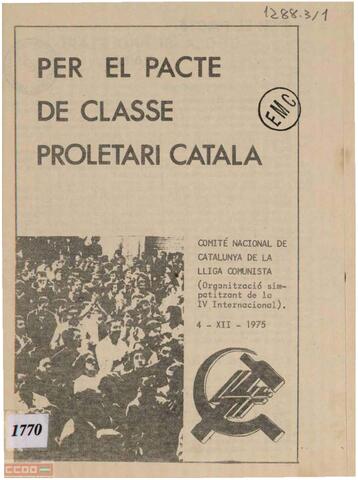 1288.3/1
PER EL PACTE
DE CLASSE
PROLETARI CATALA
EMC
COMITÉ NACIONAL DE
CATALUNYA DE LA
LLIGA COMUNISTA
(Organització sim-
patitzant de la
IV Internacional).
4 - XII - 1975
1770
CCOO